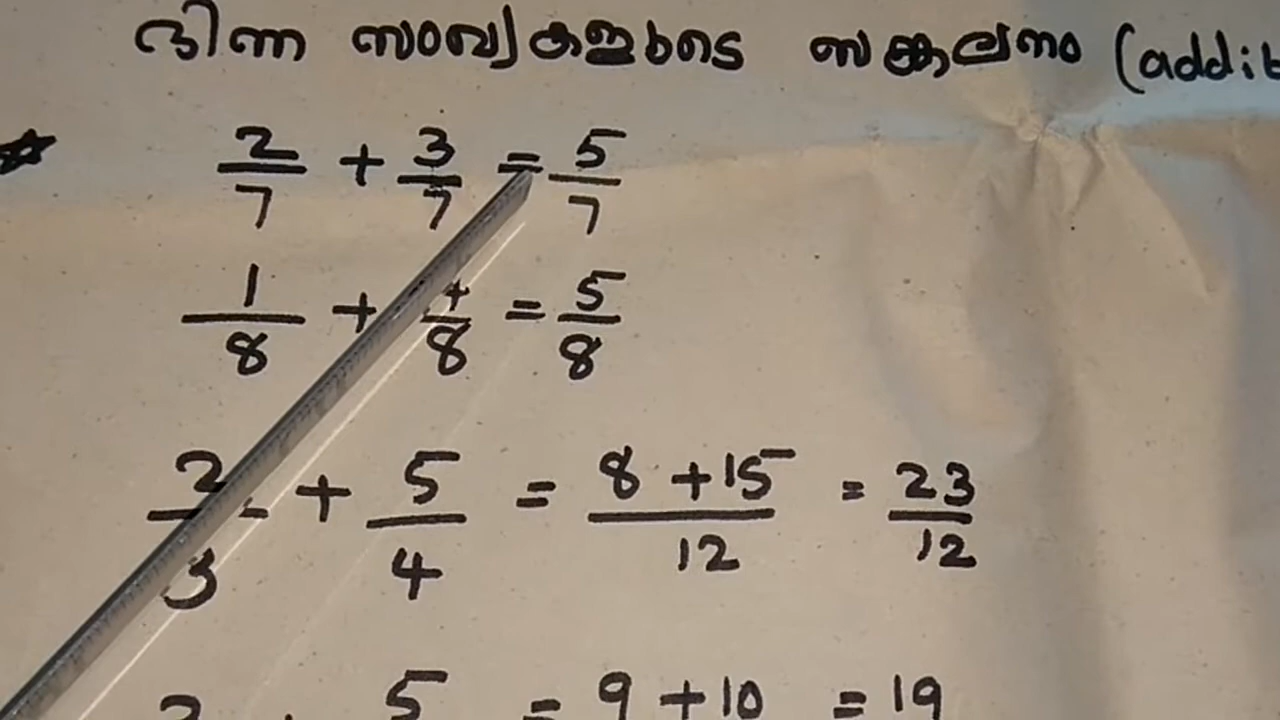 ഭിന്ന സംഖ്യകളുടെ സങ്കലനം (addit
2/7 + 3/7 = 5/7
1/8 + 4/8 = 5/8
2/3 + 5/4 = 8 + 15/12 = 23/12
5 = 9 + 10 = 19